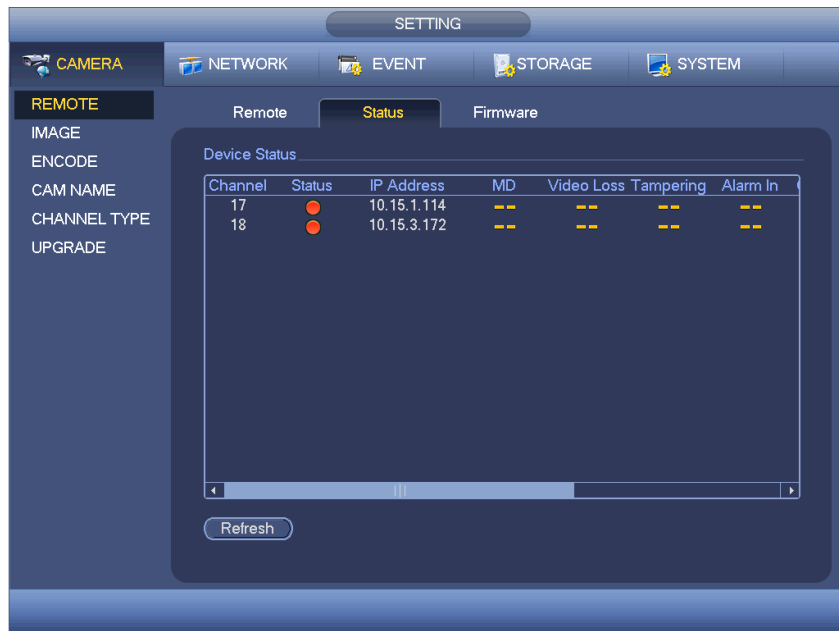 SETTING
CAMERA NETWORK EVENT STORAGE SYSTEM
REMOTE
IMAGE
ENCODE
CAM NAME
CHANNEL TYPE
UPGRADE
Remote Status Firmware
Device Status
Channel Status IP Address MD Video Loss Tampering Alarm In
17 10.15.1.114 -- -- -- --
18 10.15.3.172 -- -- -- --
Refresh